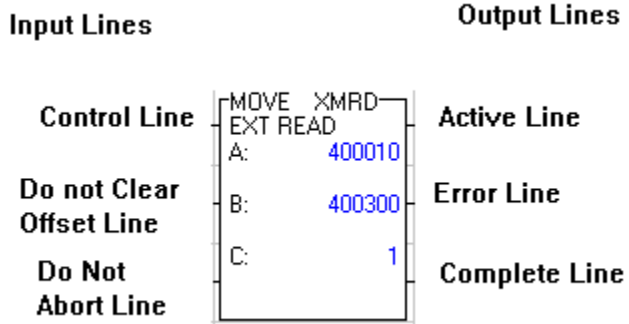 Input Lines
Output Lines
MOVE XMRD
Control Line
EXT READ
Active Line
A: 400010
Do not Clear
Offset Line
B: 400300
Error Line
C: 1
Do Not
Abort Line
Complete Line